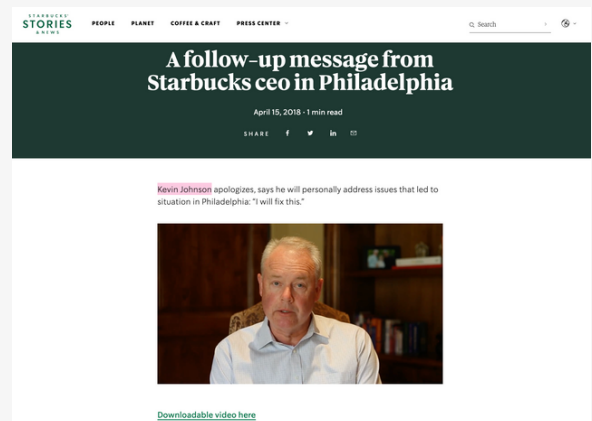 STARBUCKS®
STORIES
& NEWS
PEOPLE PLANET COFFEE & CRAFT PRESS CENTER
Search
A follow-up message from
Starbucks ceo in Philadelphia
April 15, 2018 • 1 min read
SHARE
Kevin Johnson apologizes, says he will personally address issues that led to
situation in Philadelphia: "I will fix this."
Downloadable video here